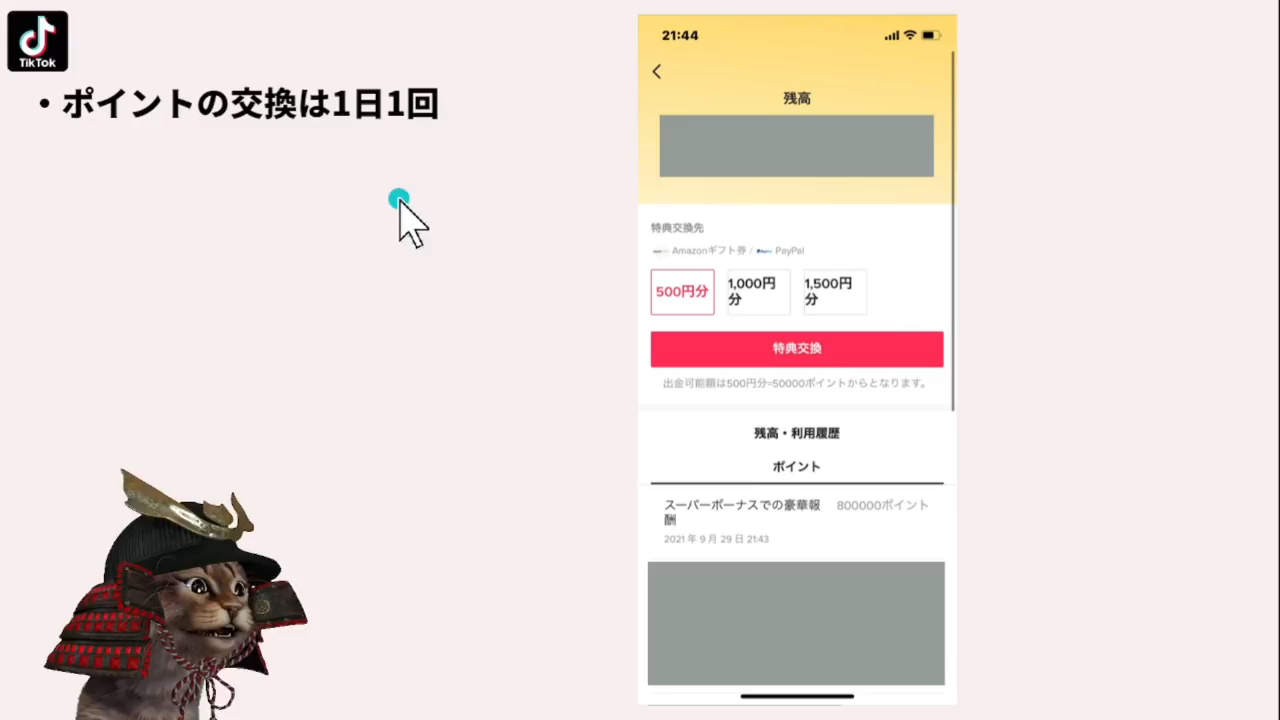 TikTok
・ポイントの交換は1日1回
21:44
残高
特典交換先
Amazonギフト券 / PayPal
500円分
1,000円
分
1,500円
分
特典交換
出金可能額は500円分=50000ポイントからとなります。
残高・利用履歴
ポイント
スーパーボーナスでの豪華報
酬
800000ポイント
2021 年 9 月 29 日 21:43